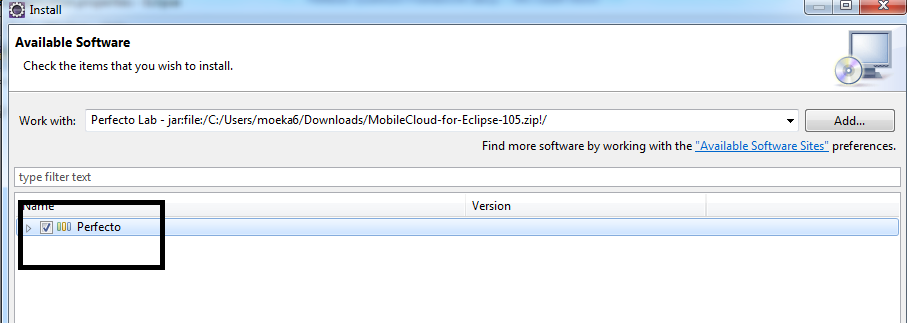 Install
Available Software
Check the items that you wish to install.
Work with: Perfecto Lab - jar:file:/C:/Users/moeka6/Downloads/MobileCloud-for-Eclipse-105.zip!/ Add...
Find more software by working with the "Available Software Sites" preferences.
type filter text
Name Version
Perfecto